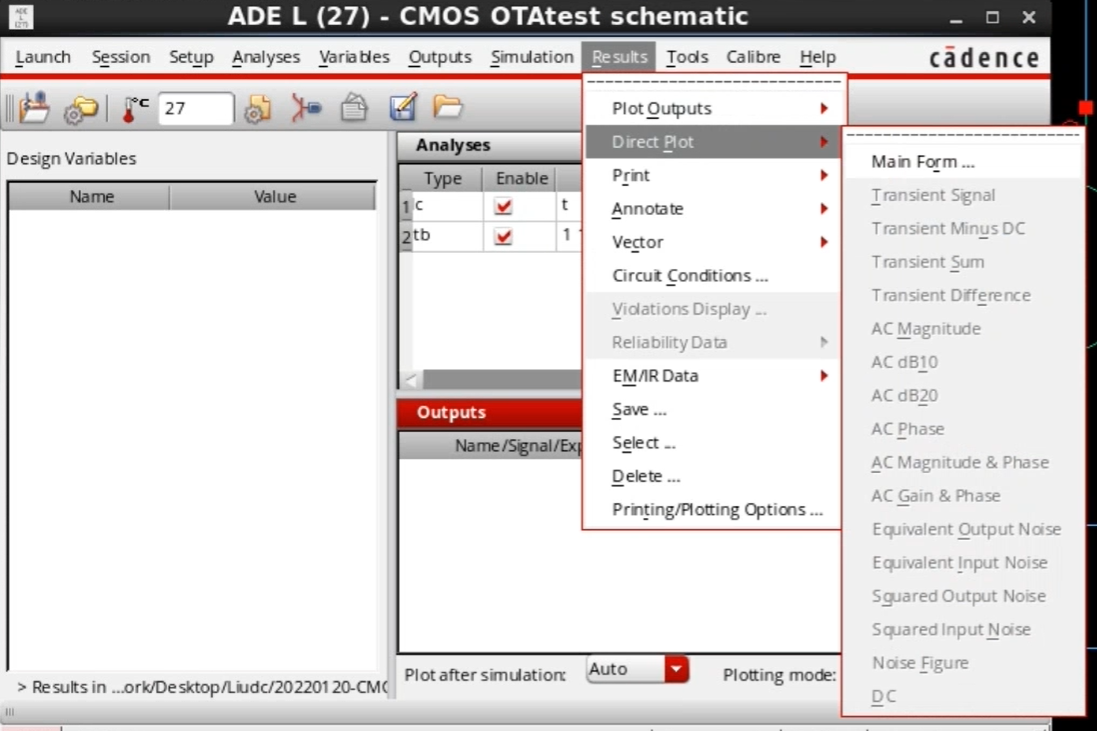 ADE L (27) - CMOS OTAtest schematic
Launch Session Setup Analyses Variables Outputs Simulation Results Tools Calibre Help cādence
°C 27
Design Variables
Name Value
Analyses
Type Enable
1 c t
2 tb 1 1
Outputs
Name/Signal/Exp
Plot Outputs
Direct Plot
Print
Annotate
Vector
Circuit Conditions ...
Violations Display ...
Reliability Data
EM/IR Data
Save ...
Select ...
Delete ...
Printing/Plotting Options ...
Main Form ...
Transient Signal
Transient Minus DC
Transient Sum
Transient Difference
AC Magnitude
AC dB10
AC dB20
AC Phase
AC Magnitude & Phase
AC Gain & Phase
Equivalent Output Noise
Equivalent Input Noise
Squared Output Noise
Squared Input Noise
Noise Figure
DC
Plot after simulation: Auto Plotting mode:
> Results in ...ork/Desktop/Liudc/20220120-CMO